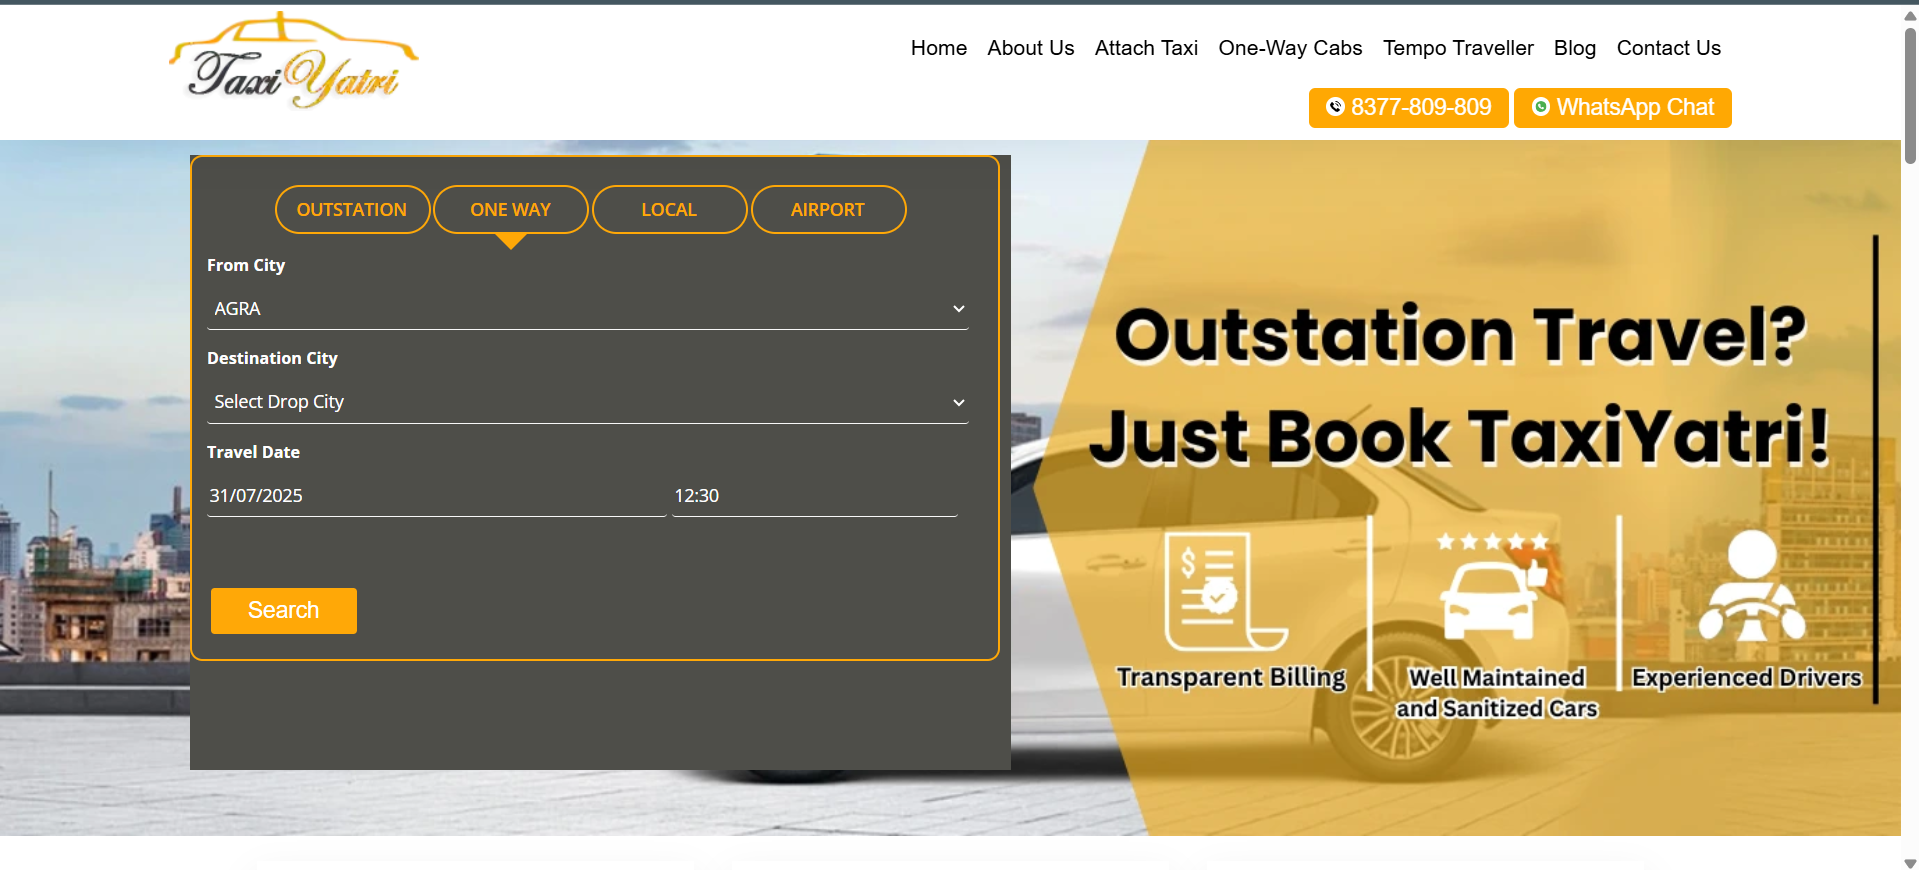 Taxi Yatri
Home About Us Attach Taxi One-Way Cabs Tempo Traveller Blog Contact Us
8377-809-809 WhatsApp Chat
OUTSTATION ONE WAY LOCAL AIRPORT
From City
AGRA
Destination City
Select Drop City
Travel Date
31/07/2025 12:30
Search
Outstation Travel?
Just Book TaxiYatri!
$
Transparent Billing
Well Maintained
and Sanitized Cars
Experienced Drivers